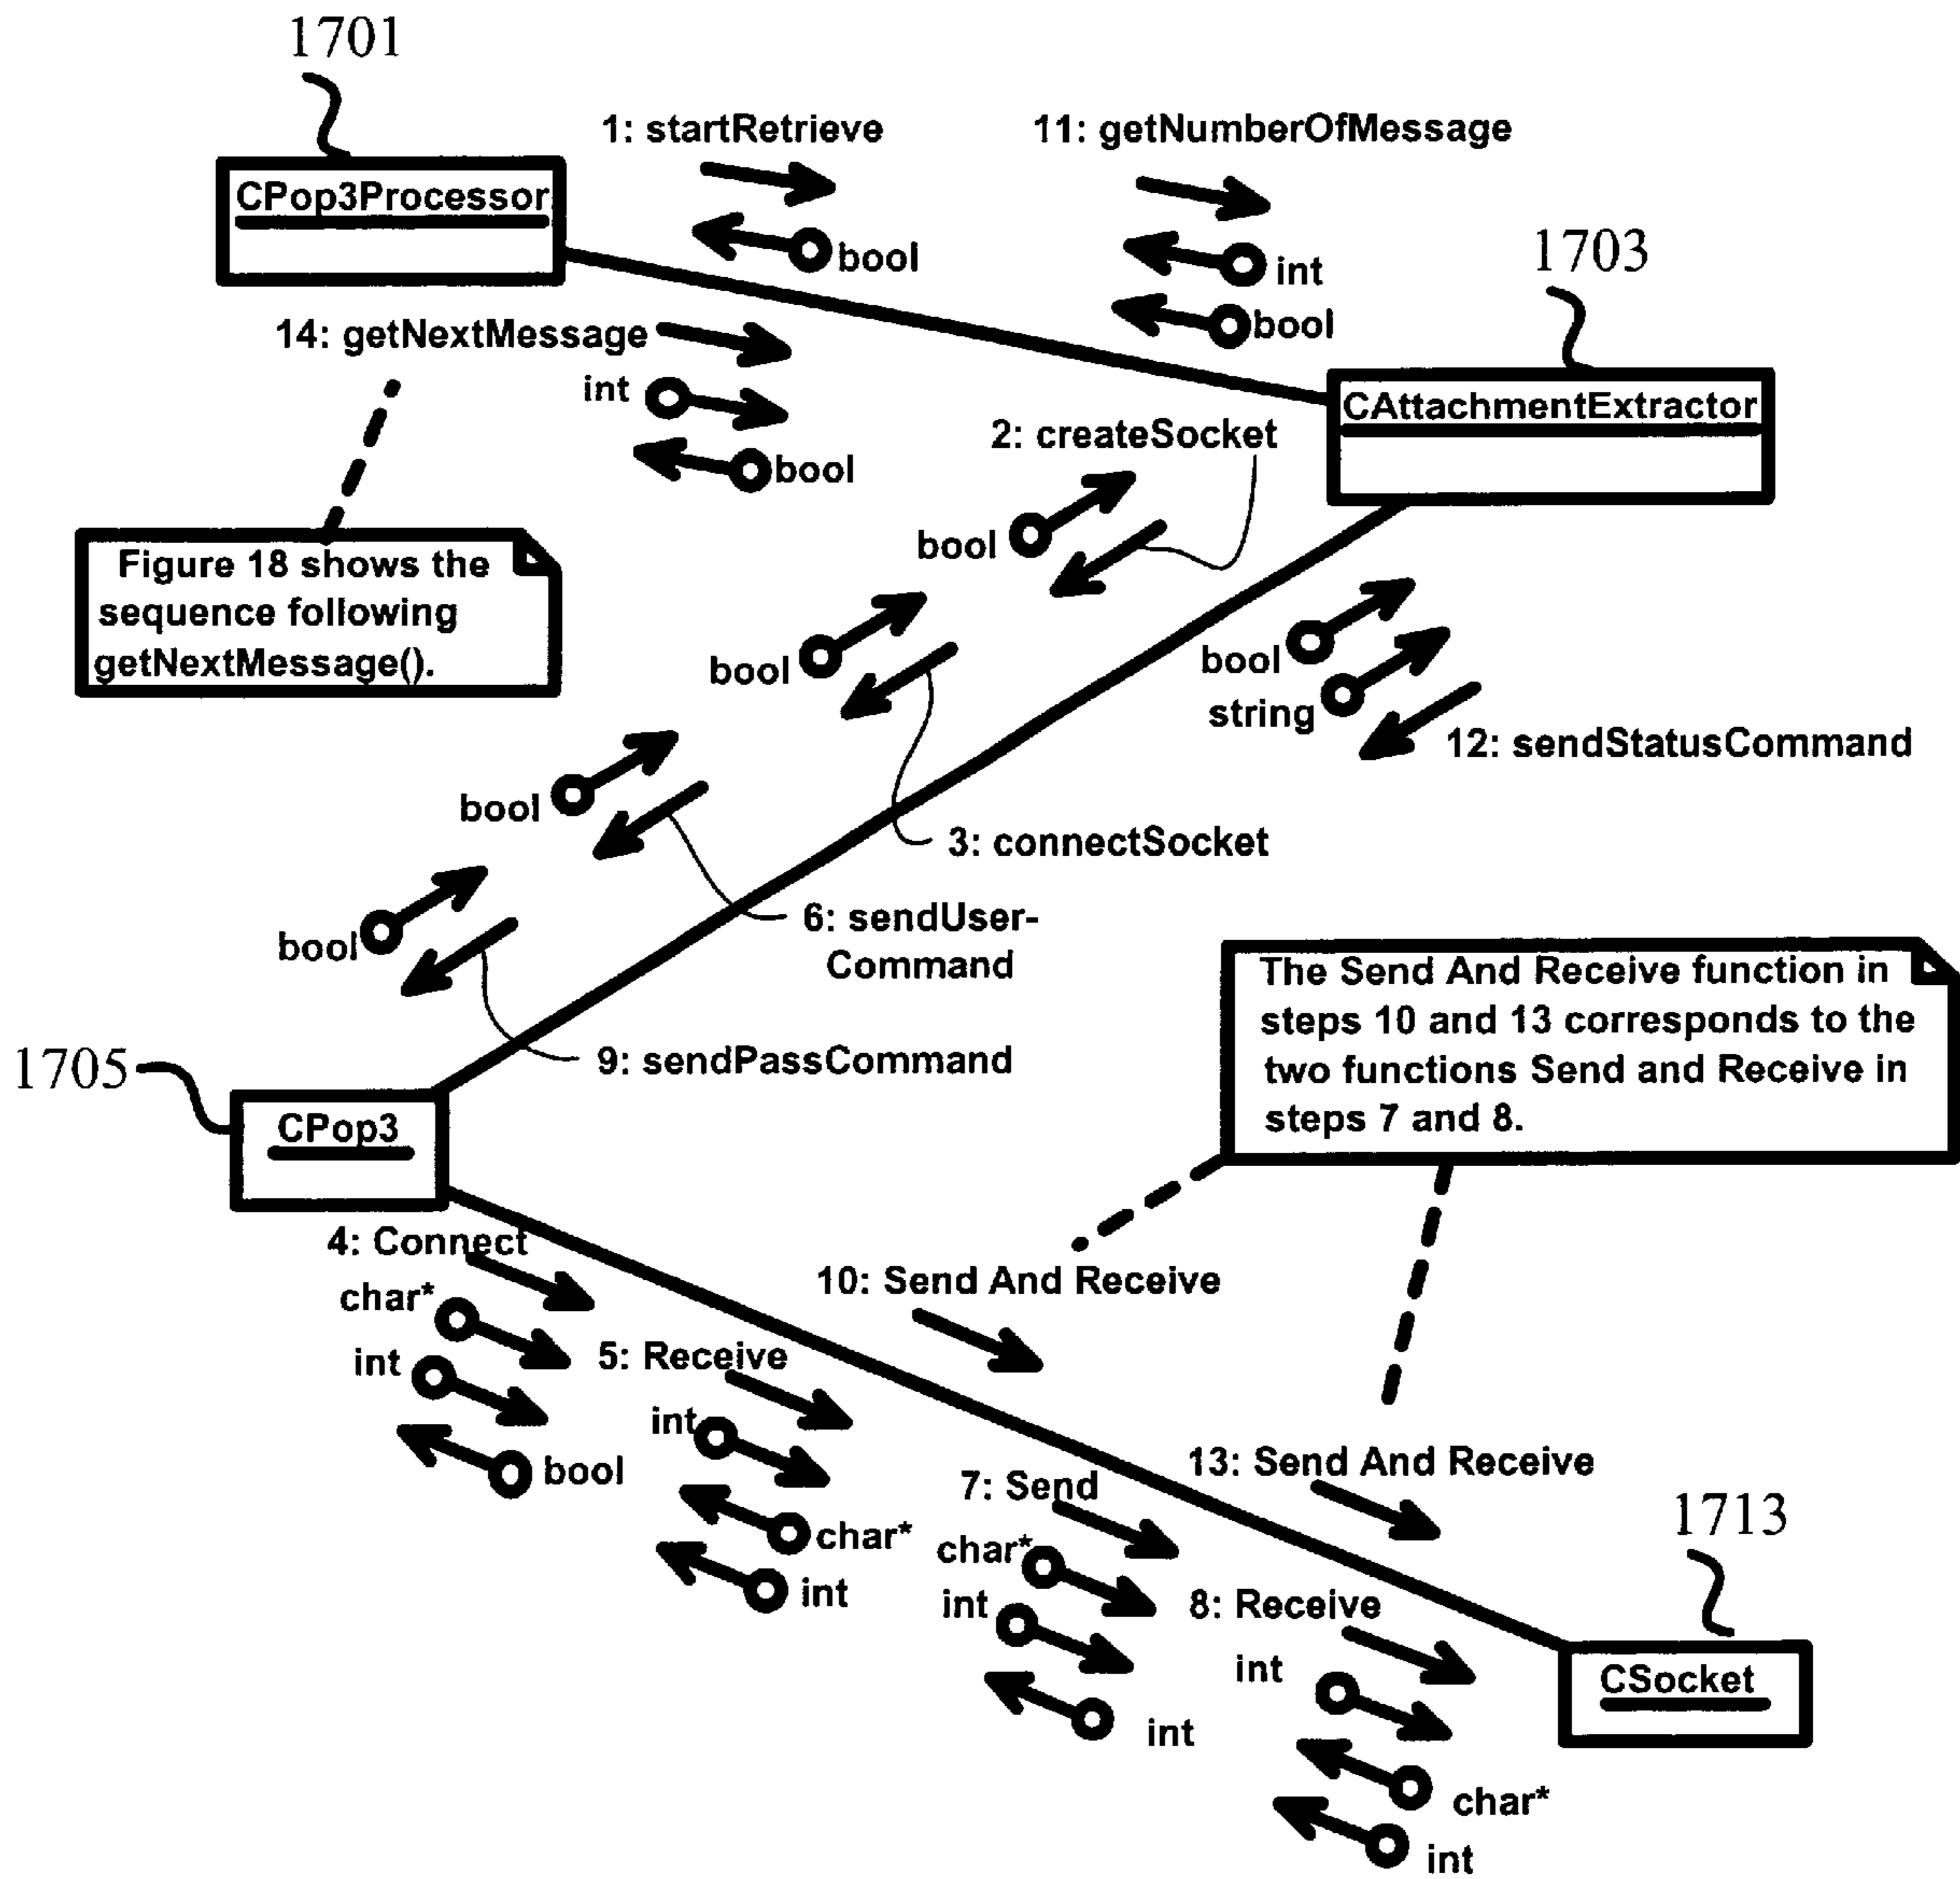 1701
1: startRetrieve
11: getNumberOfMessage
CPop3Processor
bool
int
1703
bool
14: getNextMessage
int
bool
CAttachmentExtractor
2: createSocket
bool
Figure 18 shows the
sequence following
getNextMessage().
bool
bool
string
12: sendStatusCommand
bool
3: connectSocket
6: sendUser-
Command
bool
9: sendPassCommand
The Send And Receive function in
steps 10 and 13 corresponds to the
two functions Send and Receive in
steps 7 and 8.
1705
CPop3
4: Connect
char*
int
bool
10: Send And Receive
5: Receive
int
char*
int
13: Send And Receive
7: Send
char*
int
int
1713
8: Receive
int
char*
int
CSocket